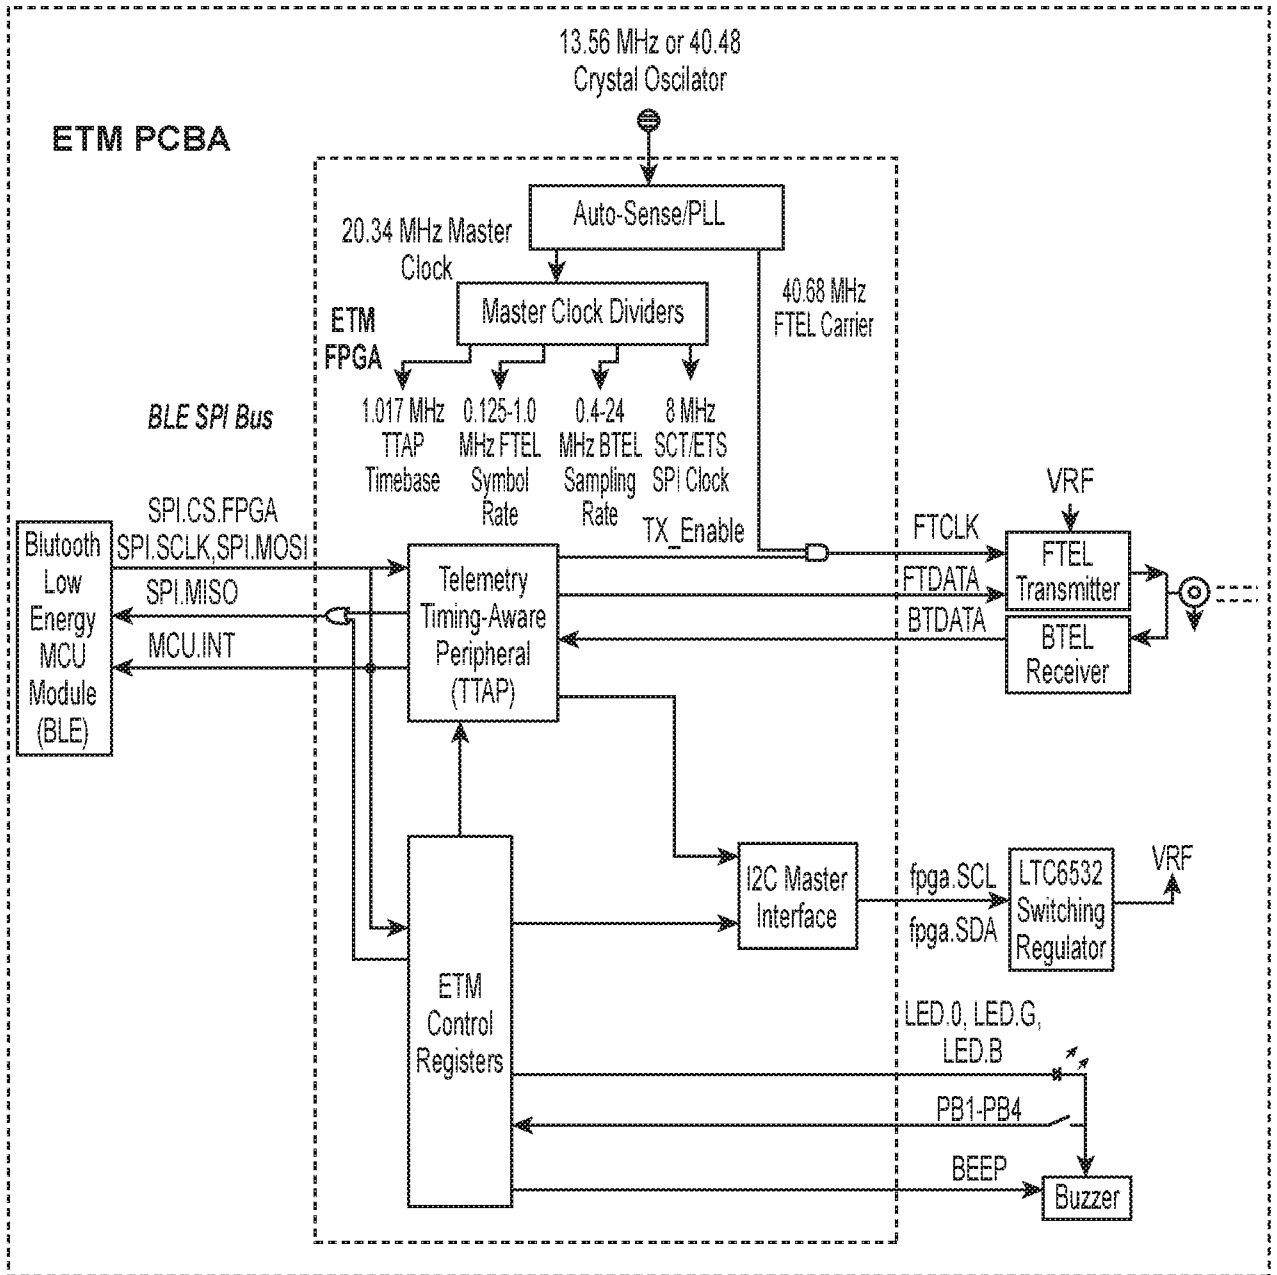 13.56 MHz or 40.48
Crystal Oscilator
ETM PCBA
Auto-Sense/PLL
20.34 MHz Master
Clock
40.68 MHz
FTEL Carrier
Master Clock Dividers
ETM
FPGA
1.017 MHz
TTAP
Timebase
0.125-1.0
MHz FTEL
Symbol
Rate
0.4-24
MHz BTEL
Sampling
Rate
8 MHz
SCT/ETS
SPI Clock
BLE SPI Bus
SPI.CS.FPGA
SPI.SCLK,SPI.MOSI
SPI.MISO
MCU.INT
Blutooth
Low
Energy
MCU
Module
(BLE)
Telemetry
Timing-Aware
Peripheral
(TTAP)
TX_Enable
FTCLK
FTDATA
BTDATA
VRF
FTEL
Transmitter
BTEL
Receiver
I2C Master
Interface
fpga.SCL
fpga.SDA
LTC6532
Switching
Regulator
VRF
ETM
Control
Registers
LED.0, LED.G,
LED.B
PB1-PB4
BEEP
Buzzer